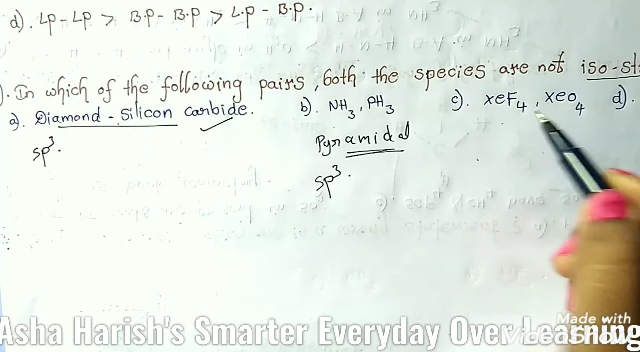 d). Lp - Lp > B.p - B.p > L.p - B.p.
). In which of the following pairs, both the species are not iso-st
a). Diamond - Silicon carbide. b). NH3, PH3 c). XeF4, XeO4 d).
sp3. Pyramidal
sp3.
Made with
Asha Harish's Smarter Everyday Over Learning